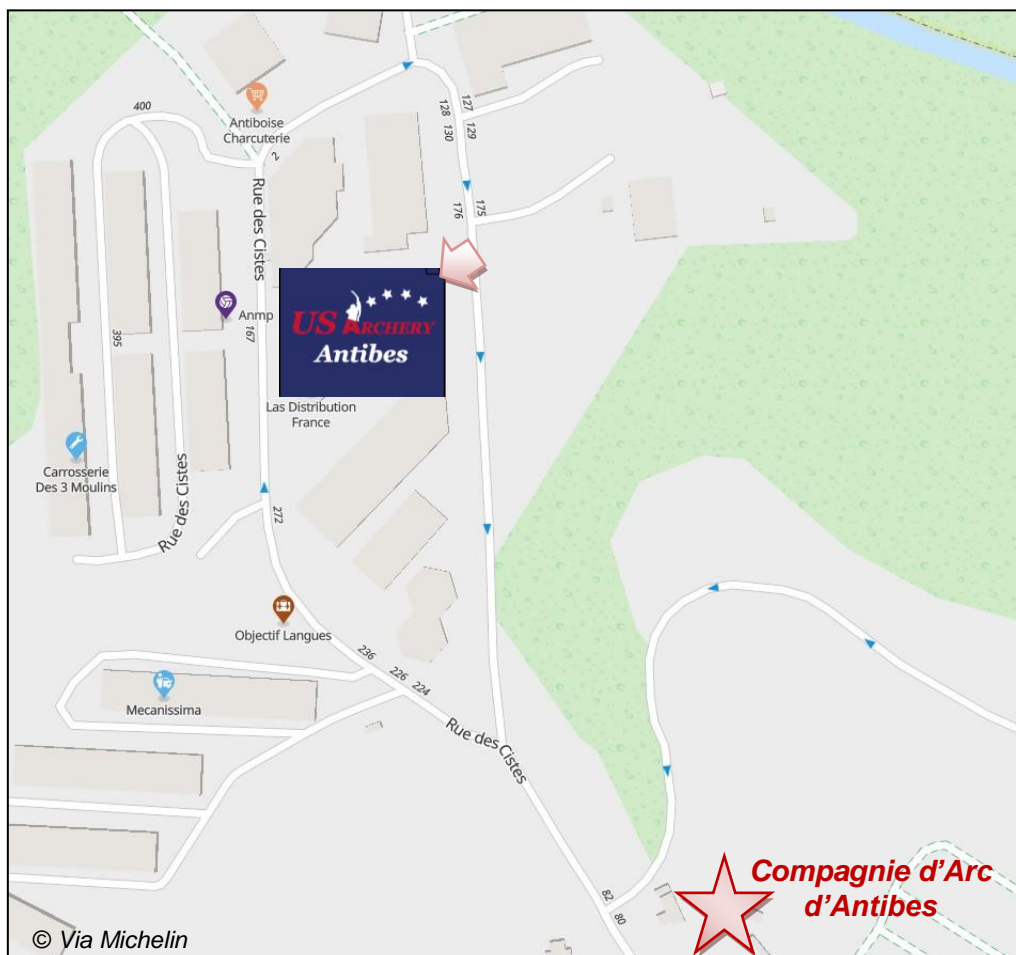 400
Antiboise
Charcuterie
2
128
130
127
129
Rue des Cistes
176
175
Anmp
167
395
US ARCHERY
Antibes
Las Distribution
France
Carrosserie
Des 3 Moulins
Rue des Cistes
272
Objectif Langues
236
226
224
Mecanissima
Rue des Cistes
82
80
Compagnie d'Arc
d'Antibes
© Via Michelin